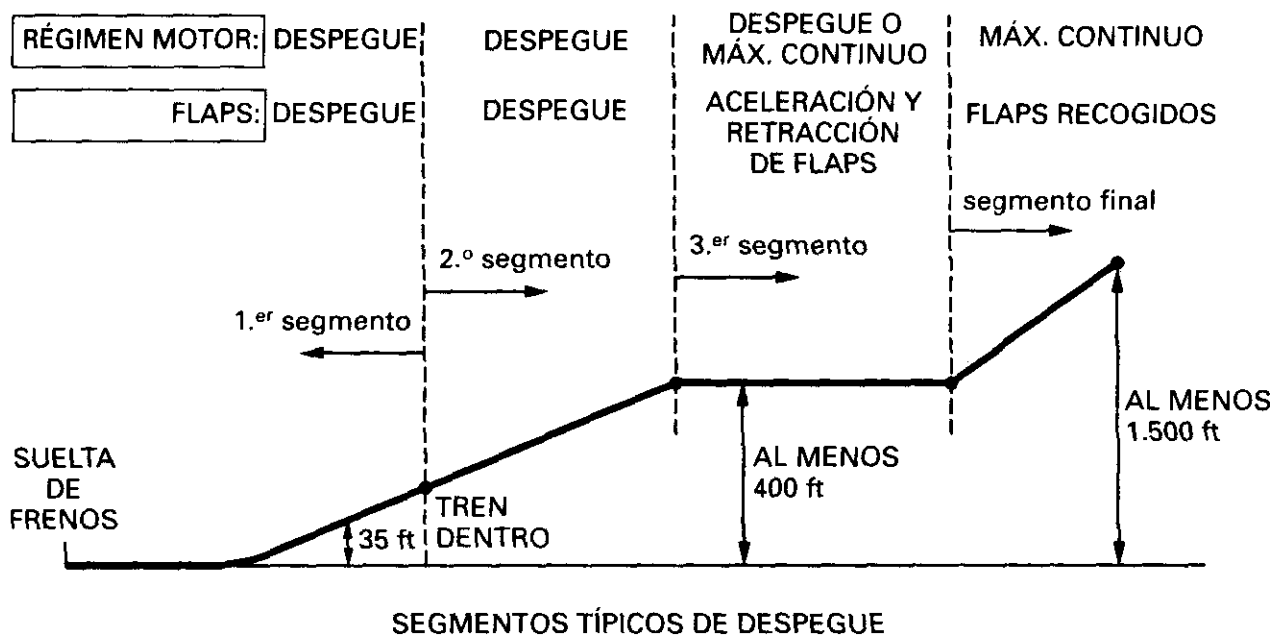 RÉGIMEN MOTOR: DESPEGUE DESPEGUE DESPEGUE O MÁX. CONTINUO MÁX. CONTINUO
FLAPS: DESPEGUE DESPEGUE ACELERACIÓN Y RETRACCIÓN DE FLAPS FLAPS RECOGIDOS
segmento final
2.º segmento
3.er segmento
1.er segmento
SUELTA
DE
FRENOS
35 ft
TREN
DENTRO
AL MENOS
400 ft
AL MENOS
1.500 ft
SEGMENTOS TÍPICOS DE DESPEGUE